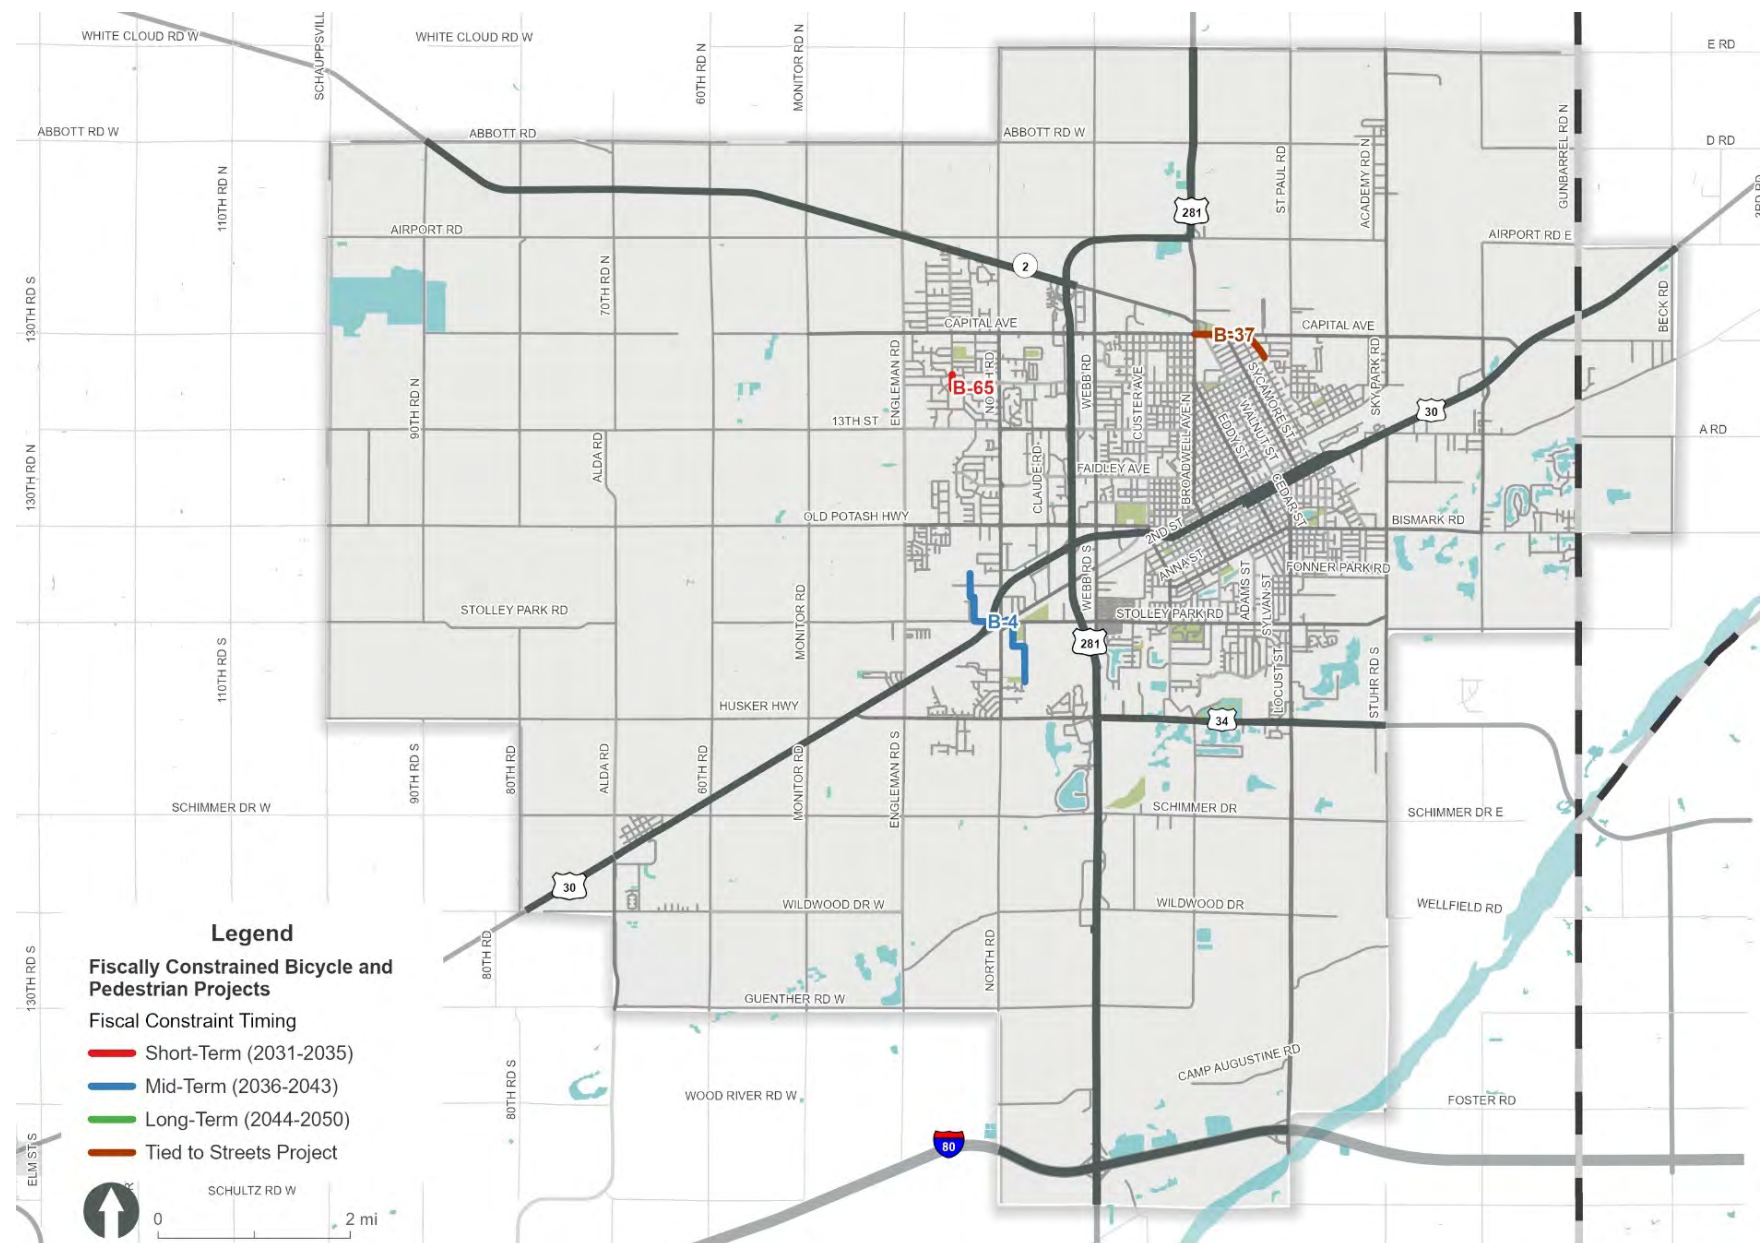 WHITE CLOUD RD W
SCHAUPPSVILL
WHITE CLOUD RD W
60TH RD N
MONITOR RD N
E RD
ABBOTT RD W
ABBOTT RD
ABBOTT RD W
ST PAUL RD
ACADEMY RD N
GUNBARREL RD N
D RD
110TH RD N
3RD RD
281
AIRPORT RD
AIRPORT RD E
2
130TH RD S
70TH RD N
BECK RD
CAPITAL AVE
B-37
CAPITAL AVE
ENGLEMAN RD
B-65
WEBB RD
CUSTER AVE
SYCAMORE ST
SKY PARK RD
90TH RD N
BROADWELL AVE N
WALNUT ST
EDDY ST
30
13TH ST
A RD
ALDA RD
CLAUDE RD
FAIDLEY AVE
130TH RD N
CEDAR ST
OLD POTASH HWY
2ND ST
BISMARK RD
ANNA ST
WEBB RD S
ADAMS ST
SYLVAN ST
FONNER PARK RD
STOLLEY PARK RD
MONITOR RD
B-4
STOLLEY PARK RD
281
110TH RD S
LOCUST ST
STUHR RD S
HUSKER HWY
34
90TH RD S
80TH RD
ALDA RD
60TH RD
MONITOR RD
ENGLEMAN RD S
SCHIMMER DR W
SCHIMMER DR
SCHIMMER DR E
30
WILDWOOD DR W
WILDWOOD DR
WELLFIELD RD
80TH RD
NORTH RD
130TH RD S
GUENTHER RD W
CAMP AUGUSTINE RD
80TH RD S
WOOD RIVER RD W
FOSTER RD
80
Legend
Fiscally Constrained Bicycle and
Pedestrian Projects
Fiscal Constraint Timing
Short-Term (2031-2035)
Mid-Term (2036-2043)
Long-Term (2044-2050)
Tied to Streets Project
ELM ST S
SCHULTZ RD W
0
2 mi